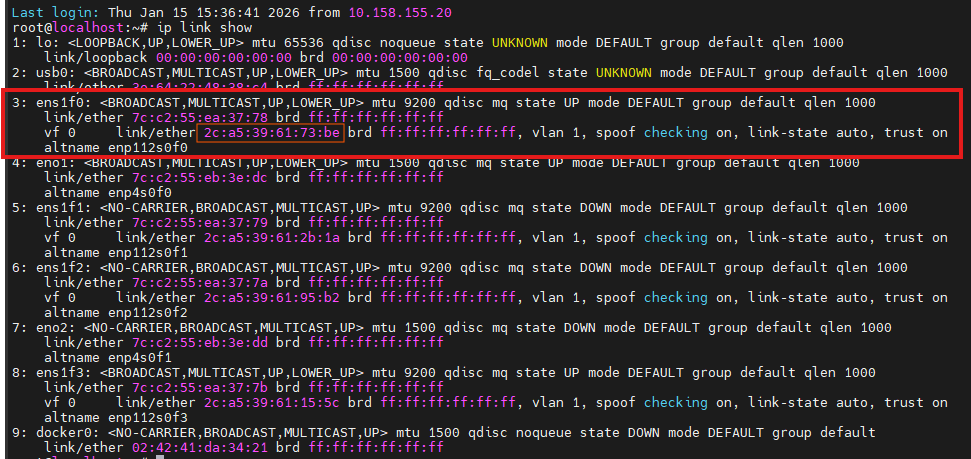 Last login: Thu Jan 15 15:36:41 2026 from 10.158.155.20
root@localhost:~# ip link show
1: lo: <LOOPBACK,UP,LOWER_UP> mtu 65536 qdisc noqueue state UNKNOWN mode DEFAULT group default qlen 1000
link/loopback 00:00:00:00:00:00 brd 00:00:00:00:00:00
2: usb0: <BROADCAST,MULTICAST,UP,LOWER_UP> mtu 1500 qdisc fq_codel state UNKNOWN mode DEFAULT group default qlen 1000
link/ether brd ff:ff:ff:ff:ff:ff
3: ens1f0: <BROADCAST,MULTICAST,UP,LOWER_UP> mtu 9200 qdisc mq state UP mode DEFAULT group default qlen 1000
link/ether 7c:c2:55:ea:37:78 brd ff:ff:ff:ff:ff:ff
vf 0 link/ether 2c:a5:39:61:73:be brd ff:ff:ff:ff:ff:ff, vlan 1, spoof checking on, link-state auto, trust on
altname enp112s0f0
4: eno1: <BROADCAST,MULTICAST,UP,LOWER_UP> mtu 1500 qdisc mq state UP mode DEFAULT group default qlen 1000
link/ether 7c:c2:55:eb:3e:dc brd ff:ff:ff:ff:ff:ff
altname enp4s0f0
5: ens1f1: <NO-CARRIER,BROADCAST,MULTICAST,UP> mtu 9200 qdisc mq state DOWN mode DEFAULT group default qlen 1000
link/ether 7c:c2:55:ea:37:79 brd ff:ff:ff:ff:ff:ff
vf 0 link/ether 2c:a5:39:61:2b:1a brd ff:ff:ff:ff:ff:ff, vlan 1, spoof checking on, link-state auto, trust on
altname enp112s0f1
6: ens1f2: <NO-CARRIER,BROADCAST,MULTICAST,UP> mtu 9200 qdisc mq state DOWN mode DEFAULT group default qlen 1000
link/ether 7c:c2:55:ea:37:7a brd ff:ff:ff:ff:ff:ff
vf 0 link/ether 2c:a5:39:61:95:b2 brd ff:ff:ff:ff:ff:ff, vlan 1, spoof checking on, link-state auto, trust on
altname enp112s0f2
7: eno2: <NO-CARRIER,BROADCAST,MULTICAST,UP> mtu 1500 qdisc mq state DOWN mode DEFAULT group default qlen 1000
link/ether 7c:c2:55:eb:3e:dd brd ff:ff:ff:ff:ff:ff
altname enp4s0f1
8: ens1f3: <BROADCAST,MULTICAST,UP,LOWER_UP> mtu 9200 qdisc mq state UP mode DEFAULT group default qlen 1000
link/ether 7c:c2:55:ea:37:7b brd ff:ff:ff:ff:ff:ff
vf 0 link/ether 2c:a5:39:61:15:5c brd ff:ff:ff:ff:ff:ff, vlan 1, spoof checking on, link-state auto, trust on
altname enp112s0f3
9: docker0: <NO-CARRIER,BROADCAST,MULTICAST,UP> mtu 1500 qdisc noqueue state DOWN mode DEFAULT group default
link/ether 02:42:41:da:34:21 brd ff:ff:ff:ff:ff:ff